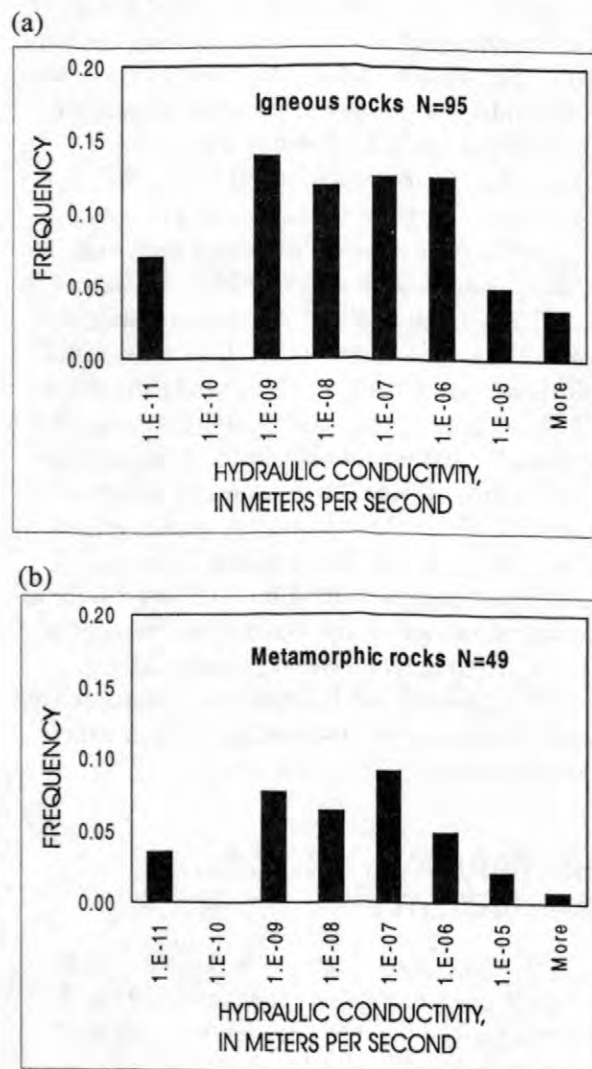 (a)
0.20
Igneous rocks N=95
0.15
0.10
0.05
0.00
FREQUENCY
1.E-11
1.E-10
1.E-09
1.E-08
1.E-07
1.E-06
1.E-05
More
HYDRAULIC CONDUCTIVITY,
IN METERS PER SECOND
(b)
0.20
Metamorphic rocks N=49
0.15
0.10
0.05
0.00
FREQUENCY
1.E-11
1.E-10
1.E-09
1.E-08
1.E-07
1.E-06
1.E-05
More
HYDRAULIC CONDUCTIVITY,
IN METERS PER SECOND